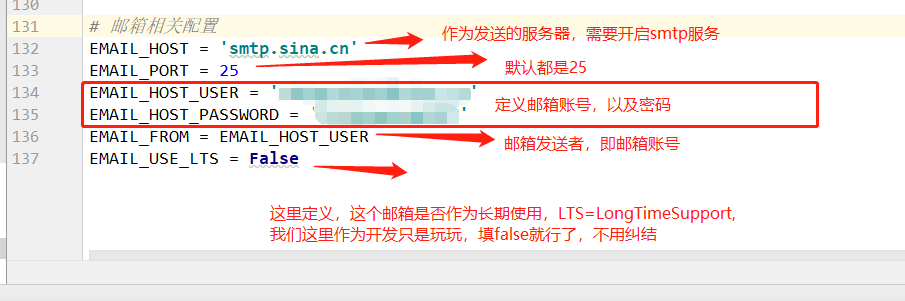 130
131 # 邮箱相关配置
132 EMAIL_HOST = 'smtp.sina.cn' 作为发送的服务器，需要开启smtp服务
133 EMAIL_PORT = 25 默认都是25
134 EMAIL_HOST_USER = ' '
135 EMAIL_HOST_PASSWORD = ' ' 定义邮箱账号，以及密码
136 EMAIL_FROM = EMAIL_HOST_USER 邮箱发送者，即邮箱账号
137 EMAIL_USE_LTS = False
这里定义，这个邮箱是否作为长期使用，LTS=LongTimeSupport,
我们这里作为开发只是玩玩，填false就行了，不用纠结